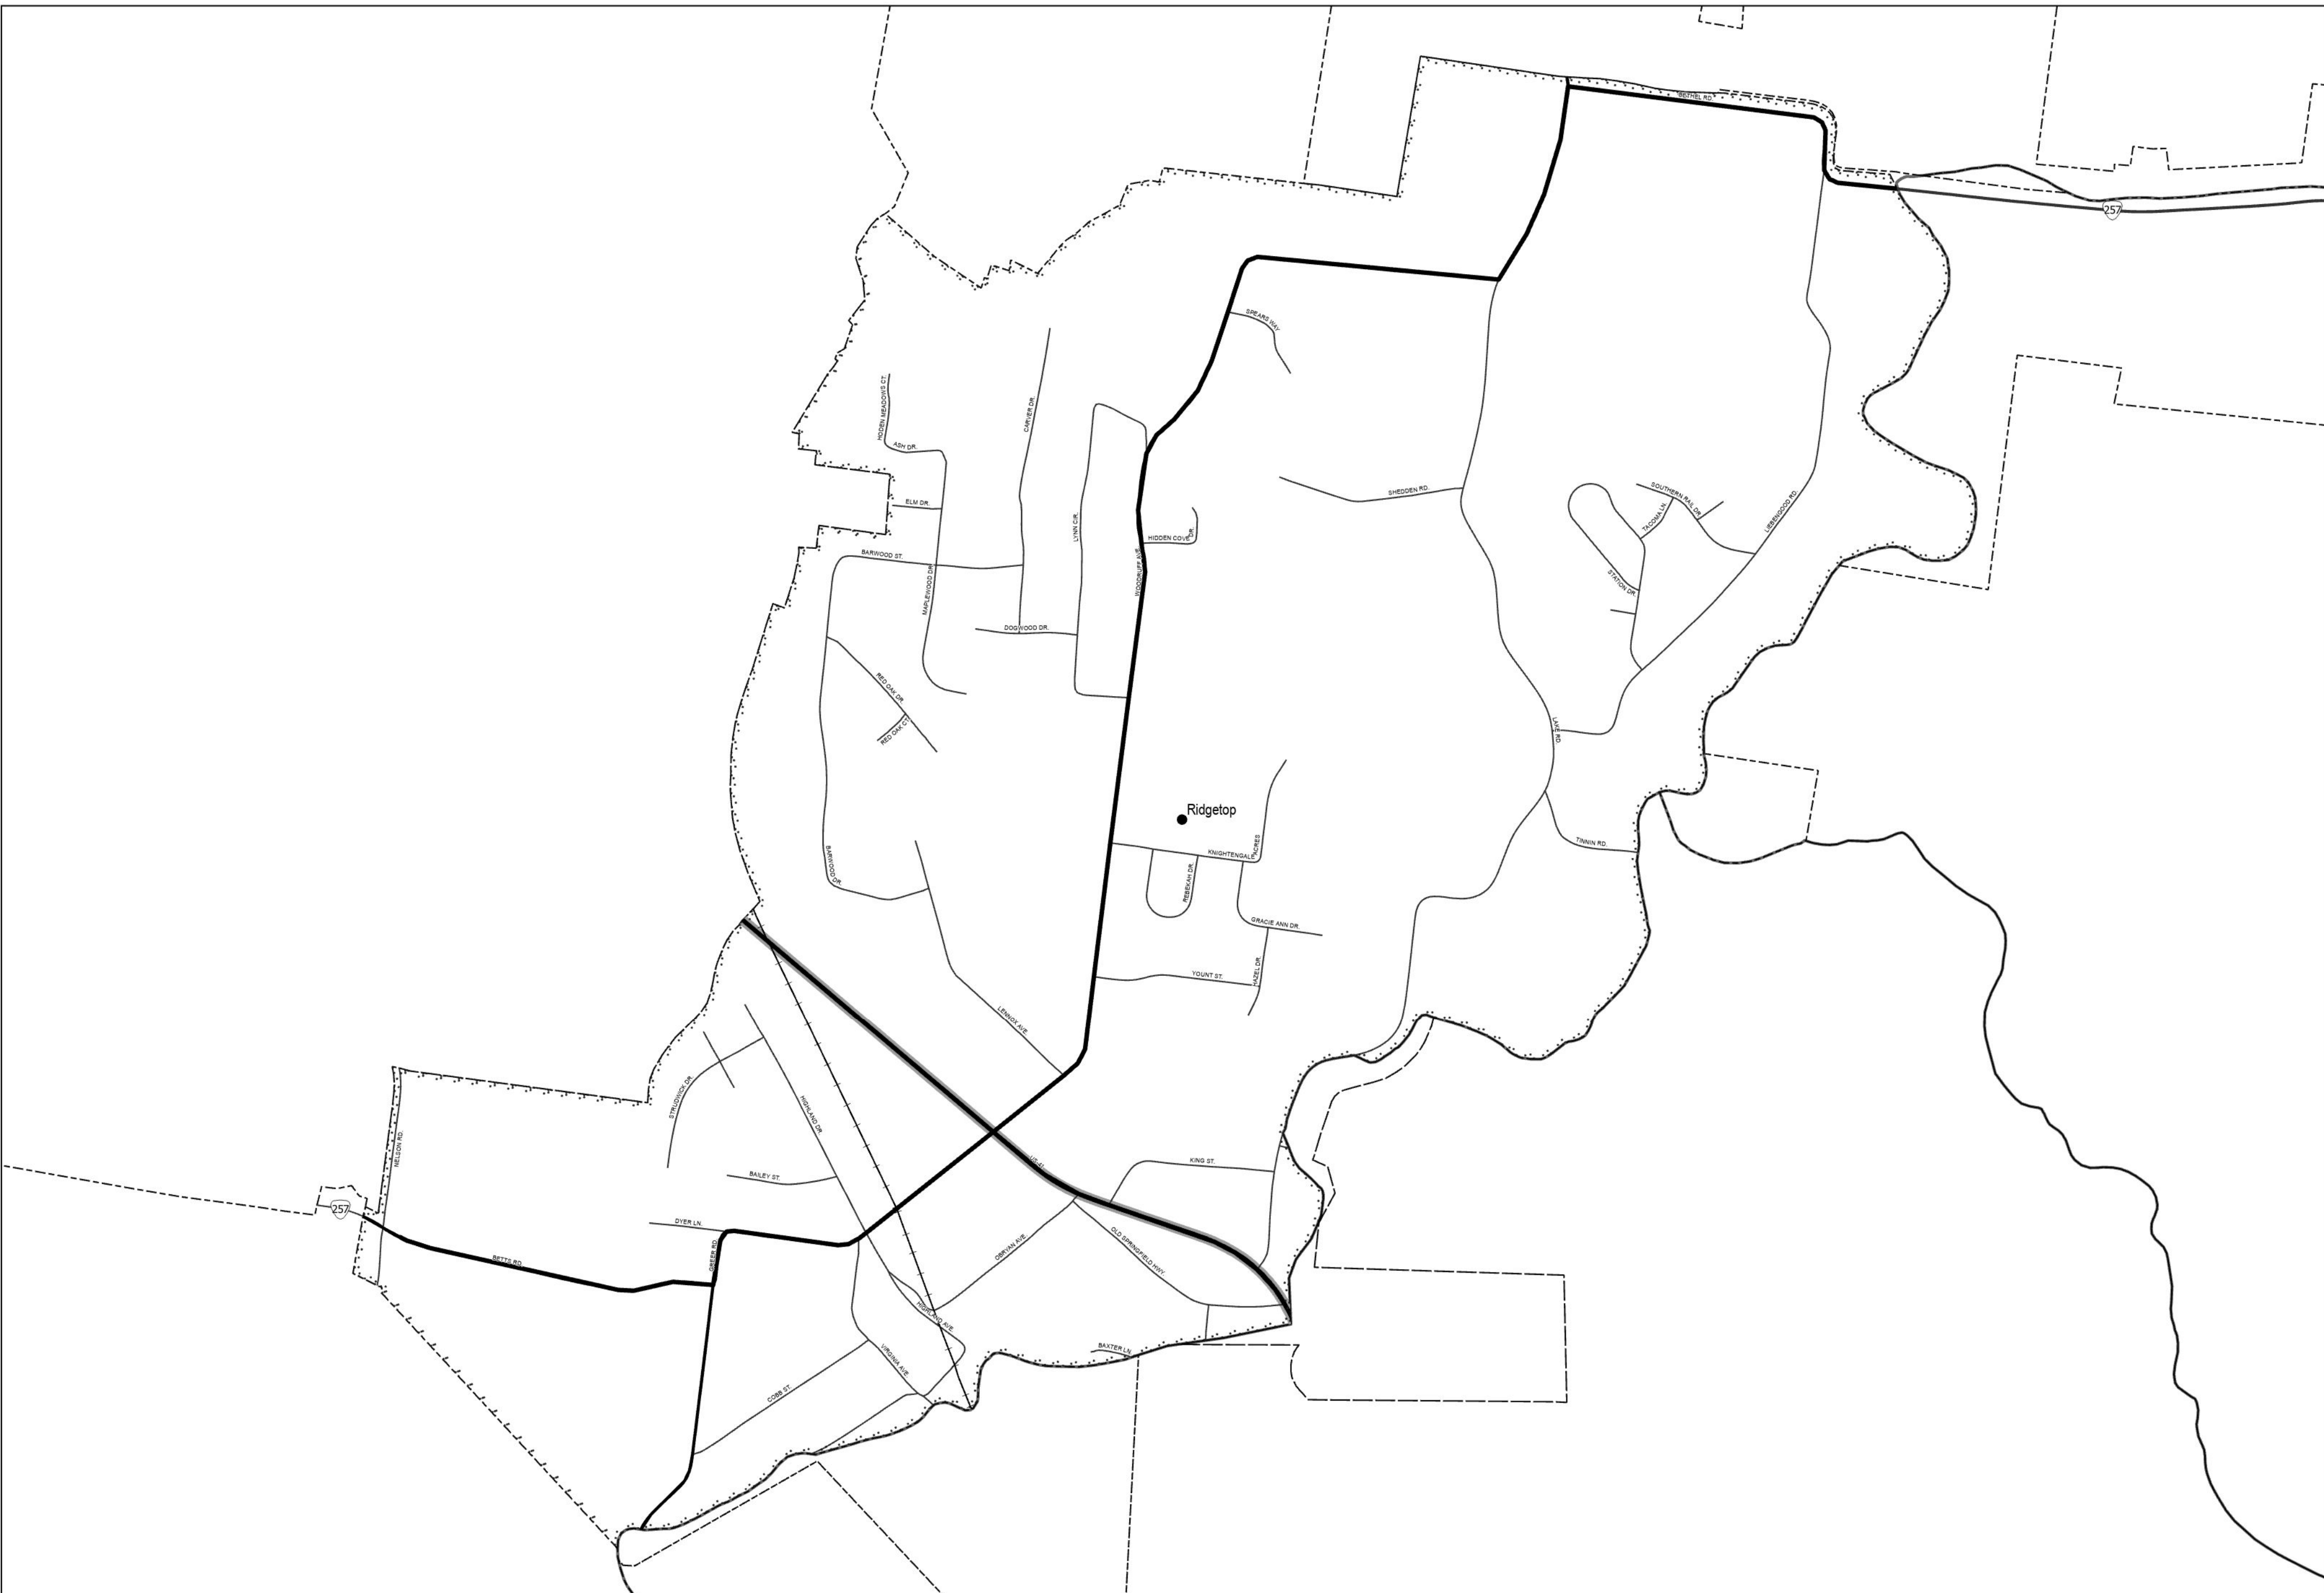 BETHEL RD.
257
SPEARS WAY
HIDDEN MEADOWS CT.
CARVER DR.
ASH DR.
ELM DR.
SHEDDEN RD.
SOUTHERN RAIL DR.
TACOMA LN.
LIEBENGOOD RD.
LYNN CIR.
HIDDEN COVE DR.
WOODRUFF AVE.
BARWOOD ST.
MAPLEWOOD DR.
STATION DR.
DOGWOOD DR.
RED OAK DR.
RED OAK CT.
LAKE RD
Ridgetop
TINNIN RD.
KNIGHTENGALE ACRES
BARWOOD DR.
REBEKAH DR.
GRACIE ANN DR.
YOUNT ST.
HAZEL DR.
LENNOX AVE.
STRUDWICK DR.
HIGHLAND DR.
NELSON RD.
KING ST.
BAILEY ST.
257
DYER LN.
GREER RD.
BETTS RD.
OBRYAN AVE.
OLD SPRINGFIELD HWY.
HIGHLAND AVE.
VIRGINIA AVE.
BAXTER LN.
COBB ST.